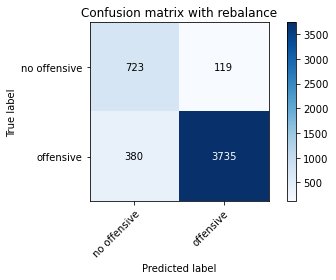 Confusion matrix with rebalance
True label
no offensive
offensive
723
119
380
3735
no offensive
offensive
Predicted label
3500
3000
2500
2000
1500
1000
500